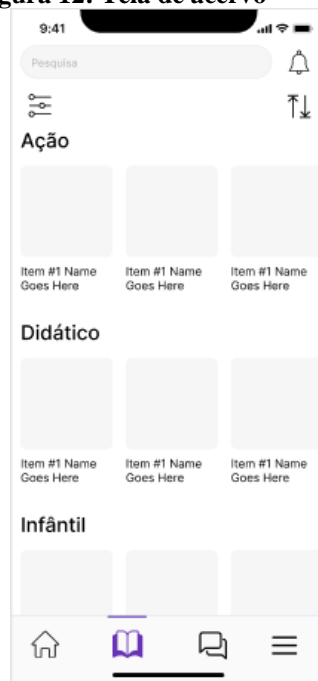 gura 12: Tela de acervo
9:41
Pesquisa
Ação
Item #1 Name
Goes Here
Item #1 Name
Goes Here
Item #1 Name
Goes Here
Didático
Item #1 Name
Goes Here
Item #1 Name
Goes Here
Item #1 Name
Goes Here
Infântil